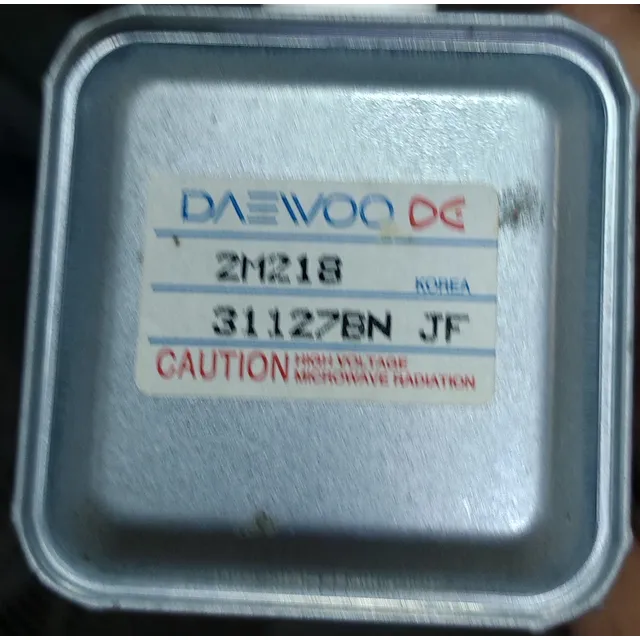 DAEWOO DE
2M218 KOREA
31127BN JF
CAUTION HIGH VOLTAGE
MICROWAVE RADIATION